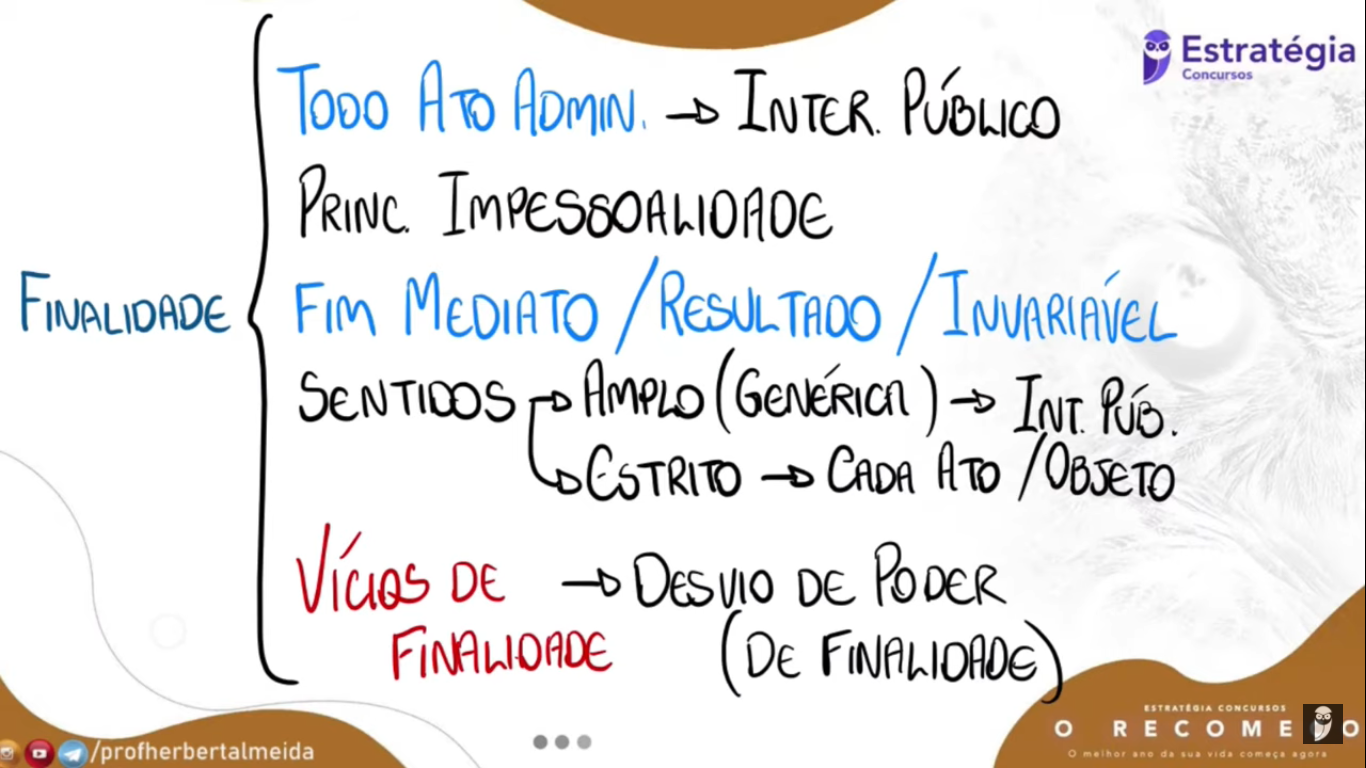 Estratégia
Concursos
TODO ATO ADMIN. → INTER. PÚBLICO
PRINC. IMPESSOALIDADE
FINALIDADE
FIM MEDIATO / RESULTADO / INVARIÁVEL
SENTIDOS → AMPLO (GENÉRICA) → INT. PÚB.
→ ESTRITO → CADA ATO / OBJETO
VÍCIOS DE → DESVIO DE PODER
FINALIDADE (DE FINALIDADE)
ESTRATÉGIA CONCURSOS
O RECOMEÇO
O melhor ano da sua vida começa agora
/profherbertalmeida